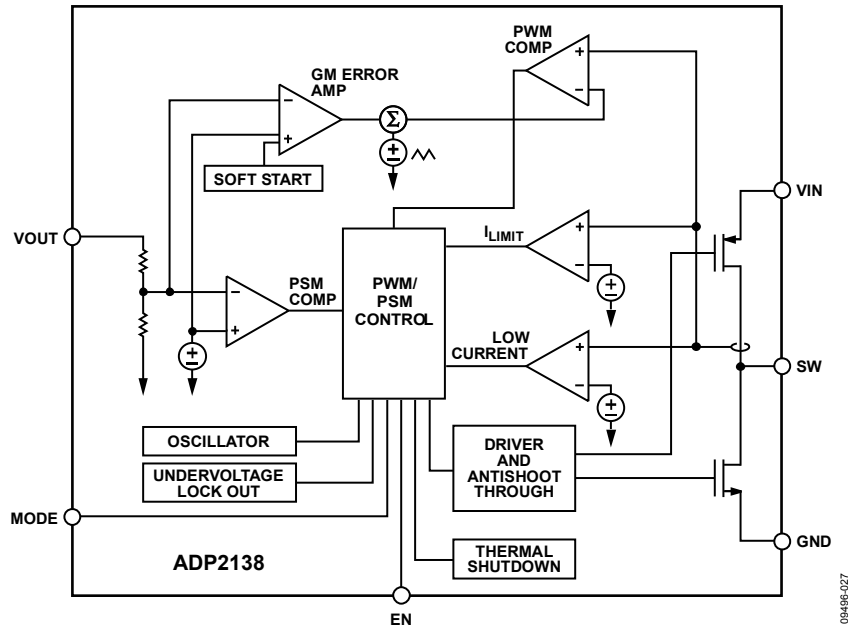 PWM
COMP
+
−
GM ERROR
AMP
−
+
Σ
±
SOFT START
VIN
VOUT
I LIMIT
+
−
±
PSM
COMP
−
+
±
PWM/
PSM
CONTROL
LOW
CURRENT
+
−
±
SW
OSCILLATOR
UNDERVOLTAGE
LOCK OUT
DRIVER
AND
ANTISHOOT
THROUGH
MODE
ADP2138
THERMAL
SHUTDOWN
GND
EN
09496-027